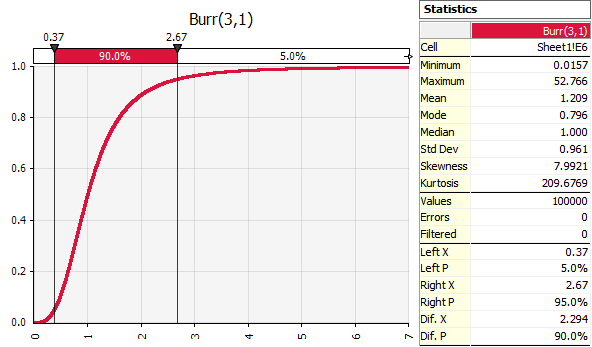 Burr(3,1)
0.37 2.67
90.0% 5.0%
1.0
0.8
0.6
0.4
0.2
0.0
0 1 2 3 4 5 6 7
Statistics
Burr(3,1)
Cell Sheet1!E6
Minimum 0.0157
Maximum 52.766
Mean 1.209
Mode 0.796
Median 1.000
Std Dev 0.961
Skewness 7.9921
Kurtosis 209.6769
Values 100000
Errors 0
Filtered 0
Left X 0.37
Left P 5.0%
Right X 2.67
Right P 95.0%
Dif. X 2.294
Dif. P 90.0%